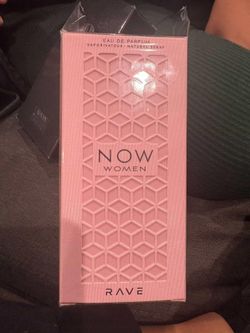 EAU DE PARFUM
VAPORISATEUR - NATURAL SPRAY
NOW
WOMEN
RAVE